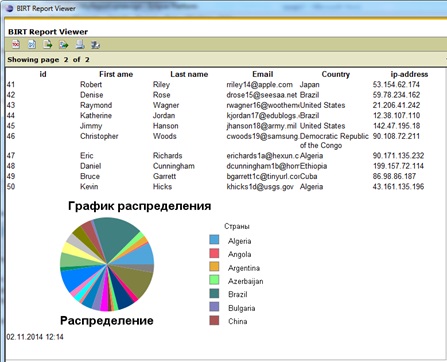 BIRT Report Viewer
BIRT Report Viewer
Showing page 2 of 2
id First ame Last name Email Country ip-address
41 Robert Riley rriley14@apple.com Japan 53.154.62.174
42 Denise Rose drose15@seesaa.net Brazil 59.78.234.162
43 Raymond Wagner rwagner16@woothem United States 21.206.41.242
44 Katherine Jordan kjordan17@edublogs. Brazil 12.38.107.110
45 Jimmy Hanson jhanson18@army.mil United States 142.47.195.18
46 Christopher Woods cwoods19@samsung. Democratic Republic 90.108.72.211
of the Congo
47 Eric Richards erichards1a@hexun.c Algeria 90.171.135.232
48 Daniel Cunningham dcunningham1b@hom Ethiopia 199.157.72.114
49 Bruce Garrett bgarrett1c@tinyurl.co Cuba 86.98.86.187
50 Kevin Hicks khicks1d@usgs.gov Algeria 43.161.135.196
График распределения
Страны
Algeria
Angola
Argentina
Azerbaijan
Brazil
Bulgaria
China
Распределение
02.11.2014 12:14